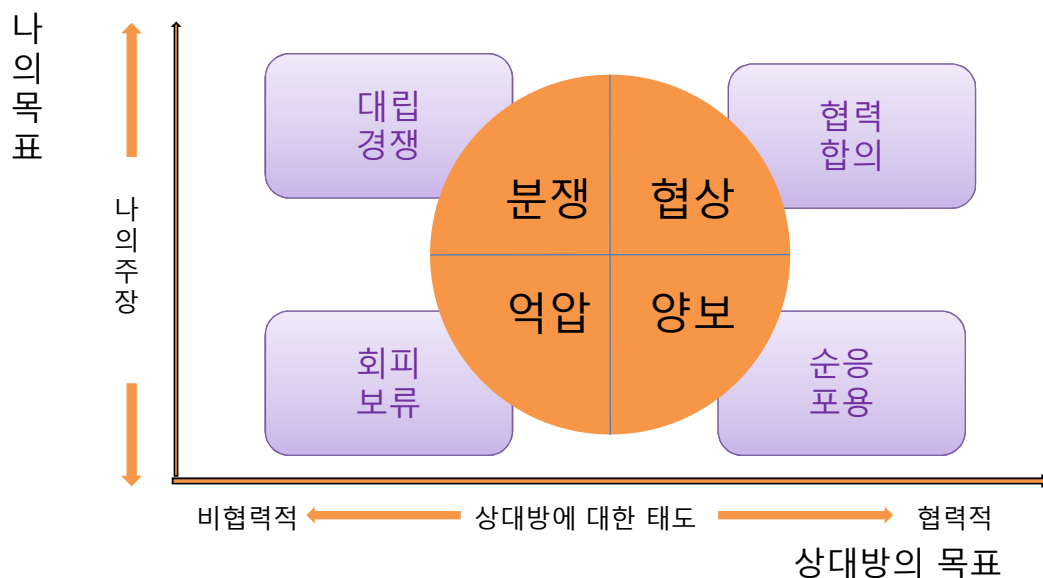 나
의
목
표
대립
경쟁
협력
합의
분쟁
협상
나
의
주
장
억압
양보
회피
보류
순응
포용
비협력적
상대방에 대한 태도
협력적
상대방의 목표